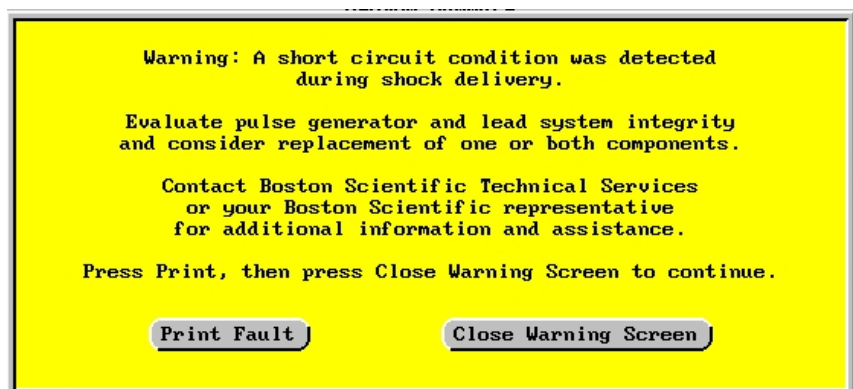 Warning: A short circuit condition was detected
during shock delivery.
Evaluate pulse generator and lead system integrity
and consider replacement of one or both components.
Contact Boston Scientific Technical Services
or your Boston Scientific representative
for additional information and assistance.
Press Print, then press Close Warning Screen to continue.
Print Fault
Close Warning Screen